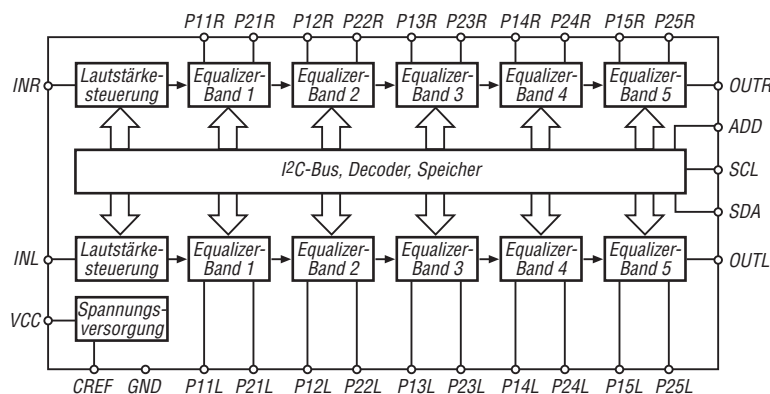 P11R P21R P12R P22R P13R P23R P14R P24R P15R P25R
INR
Lautstärke-
steuerung
Equalizer-
Band 1
Equalizer-
Band 2
Equalizer-
Band 3
Equalizer-
Band 4
Equalizer-
Band 5
OUTR
ADD
I²C-Bus, Decoder, Speicher
SCL
SDA
INL
Lautstärke-
steuerung
Equalizer-
Band 1
Equalizer-
Band 2
Equalizer-
Band 3
Equalizer-
Band 4
Equalizer-
Band 5
OUTL
VCC
Spannungs-
versorgung
CREF GND P11L P21L P12L P22L P13L P23L P14L P24L P15L P25L